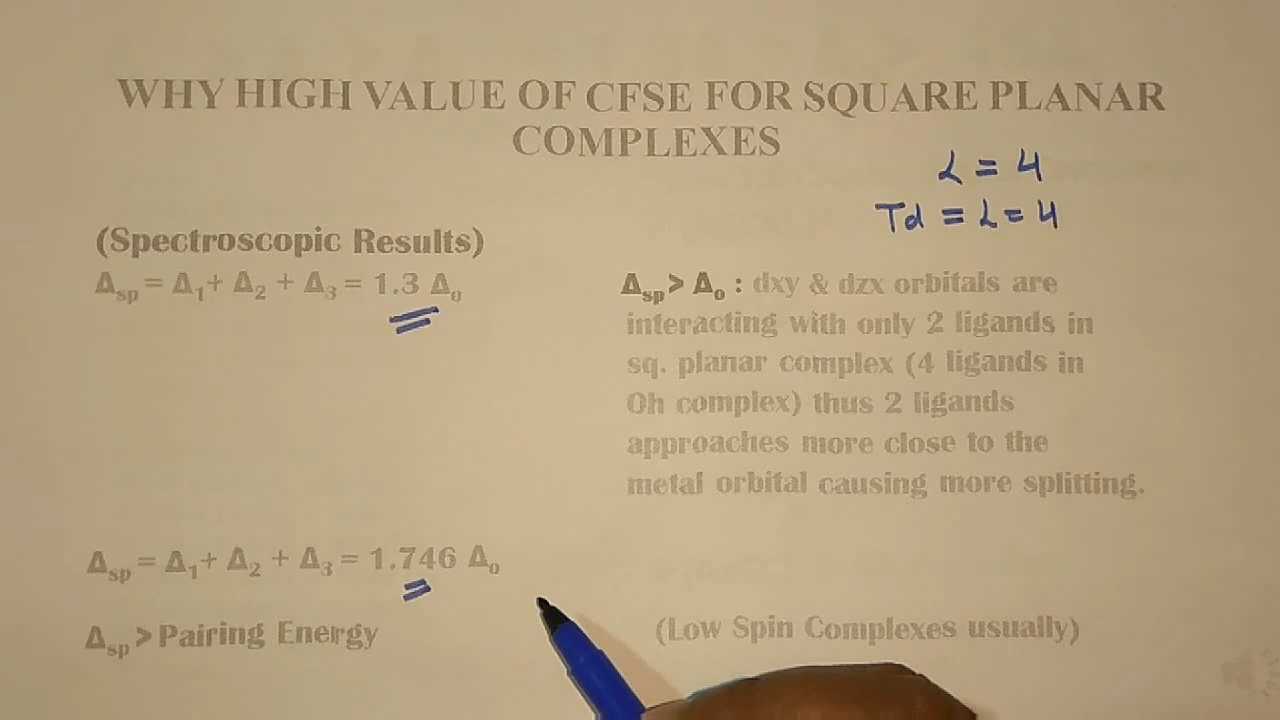 WHY HIGH VALUE OF CFSE FOR SQUARE PLANAR
COMPLEXES
L = 4
Td = L = 4
(Spectroscopic Results)
Δsp = Δ1+ Δ2 + Δ3 = 1.3 Δo
Δsp> Δo : dxy & dzx orbitals are
interacting with only 2 ligands in
sq. planar complex (4 ligands in
Oh complex) thus 2 ligands
approaches more close to the
metal orbital causing more splitting.
Δsp = Δ1+ Δ2 + Δ3 = 1.746 Δo
Δsp > Pairing Energy
(Low Spin Complexes usually)